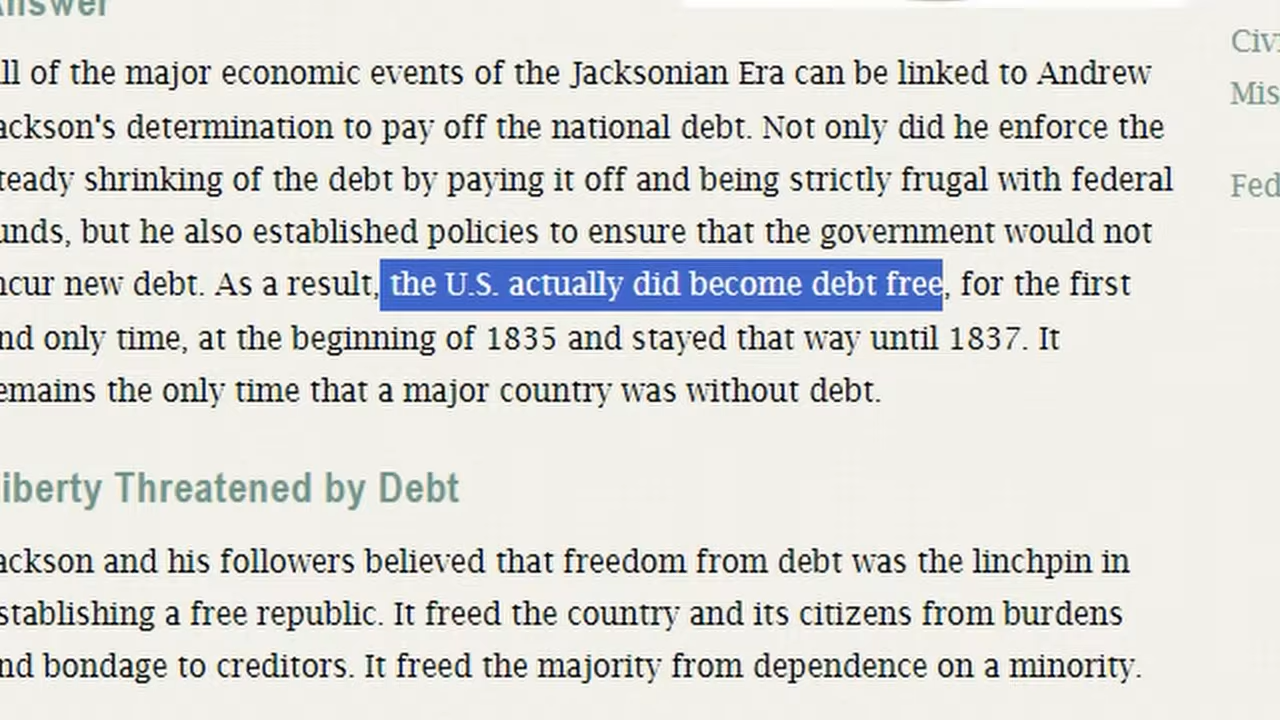 Answer
ll of the major economic events of the Jacksonian Era can be linked to Andrew
ackson's determination to pay off the national debt. Not only did he enforce the
teady shrinking of the debt by paying it off and being strictly frugal with federal
unds, but he also established policies to ensure that the government would not
ncur new debt. As a result, the U.S. actually did become debt free, for the first
nd only time, at the beginning of 1835 and stayed that way until 1837. It
emains the only time that a major country was without debt.
iberty Threatened by Debt
ackson and his followers believed that freedom from debt was the linchpin in
stablishing a free republic. It freed the country and its citizens from burdens
nd bondage to creditors. It freed the majority from dependence on a minority.
Civi
Mis
Fed